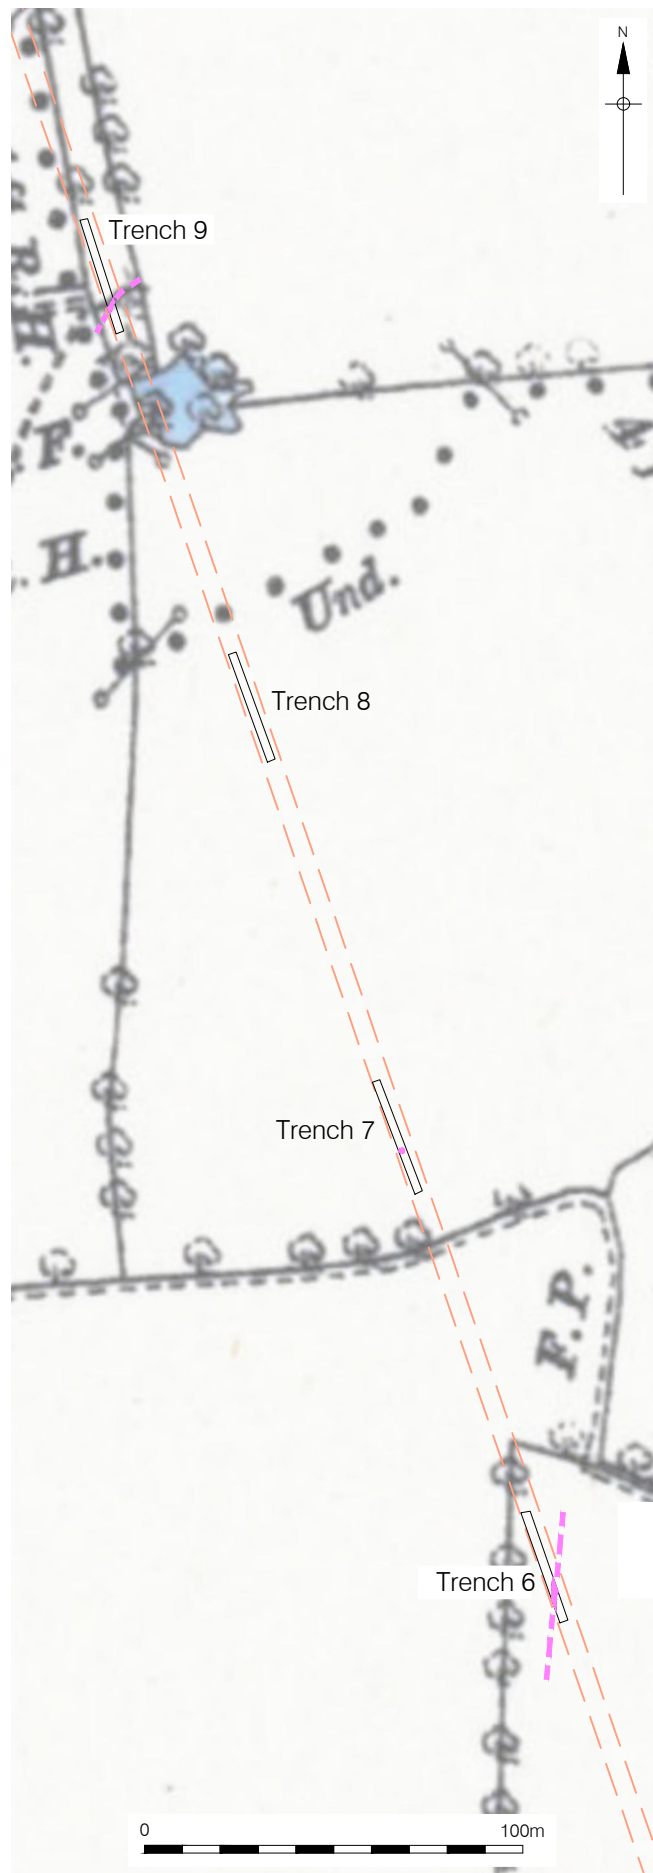 N
Trench 9
R.H.
F.
H.
Und.
Trench 8
Trench 7
F.P.
Trench 6
0 100m